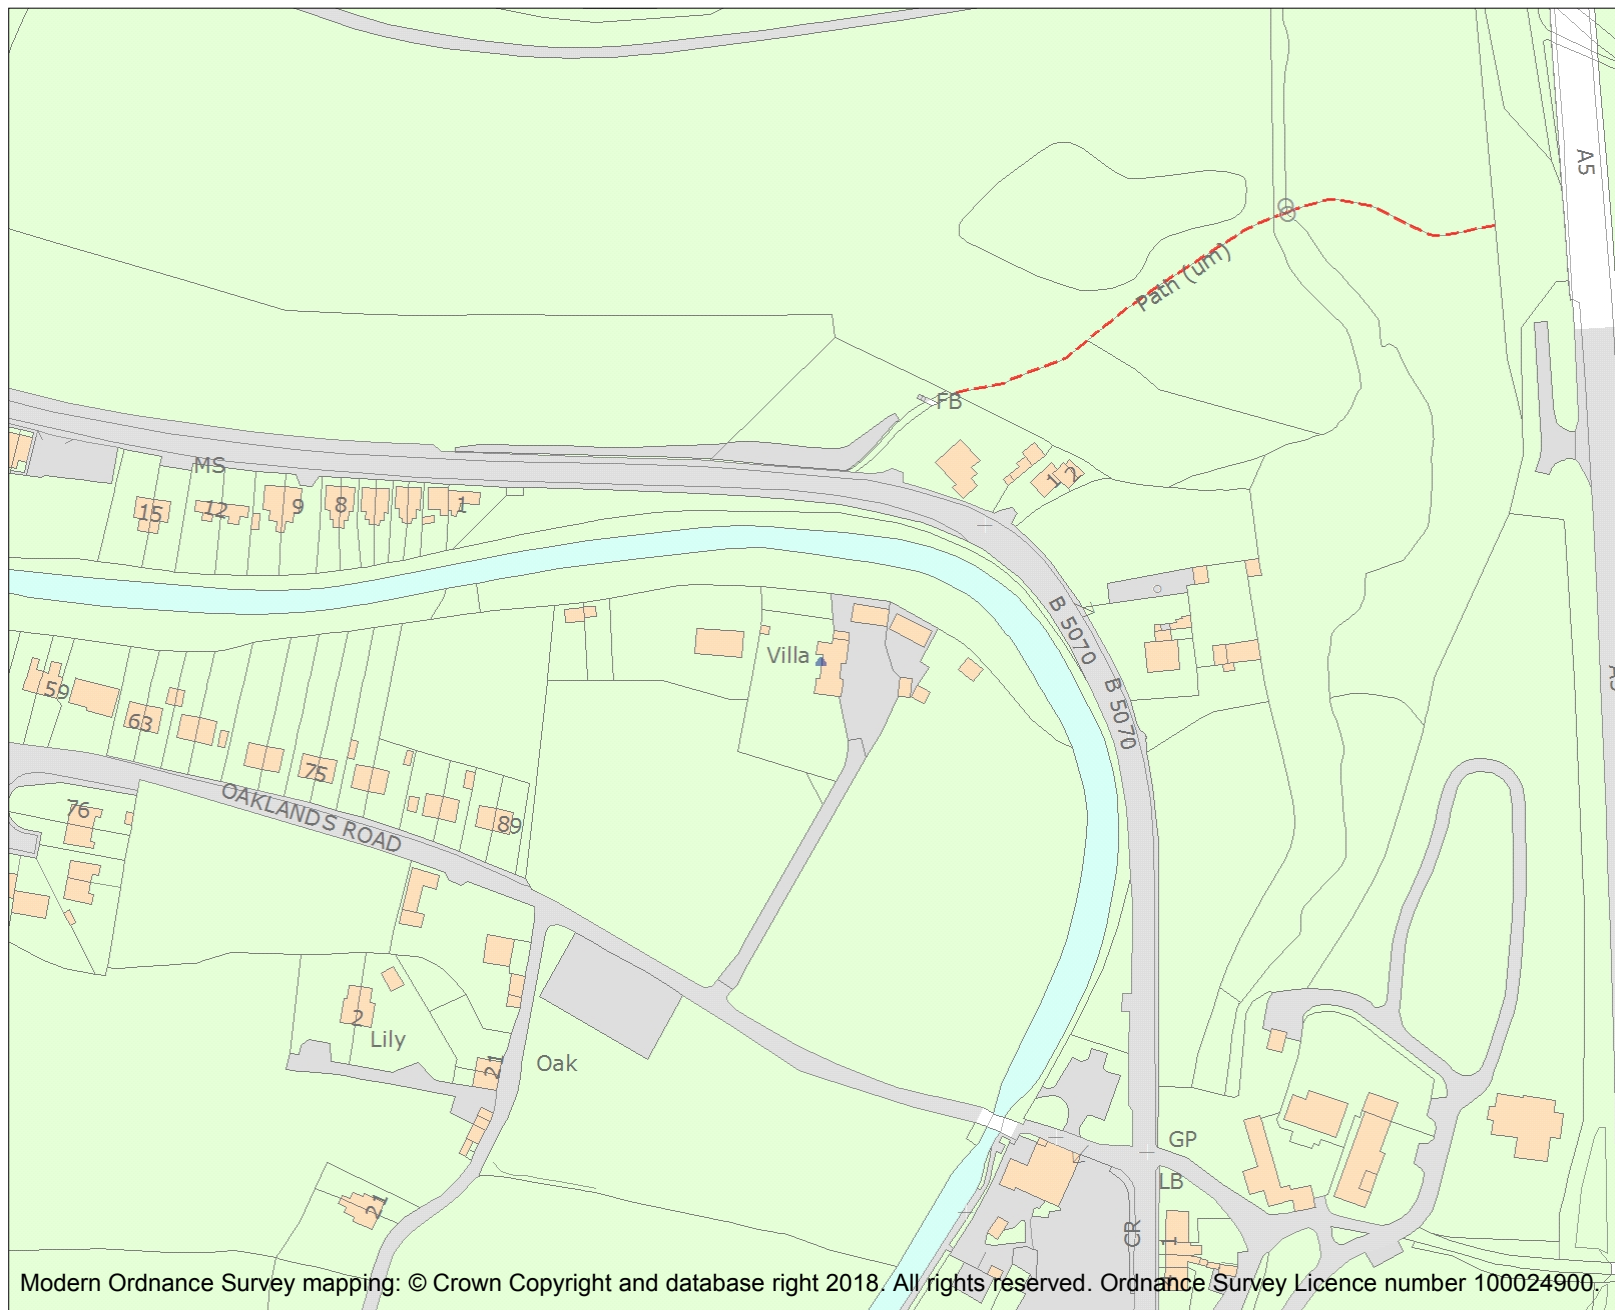 A5
Path (um)
FB
MS
15
12
9
8
1
1
2
B 5070
B 5070
Villa
59
63
75
76
89
OAKLANDS ROAD
2
Lily
21
Oak
21
GP
LB
CR
1
Modern Ordnance Survey mapping: © Crown Copyright and database right 2018. All rights reserved. Ordnance Survey Licence number 100024900.